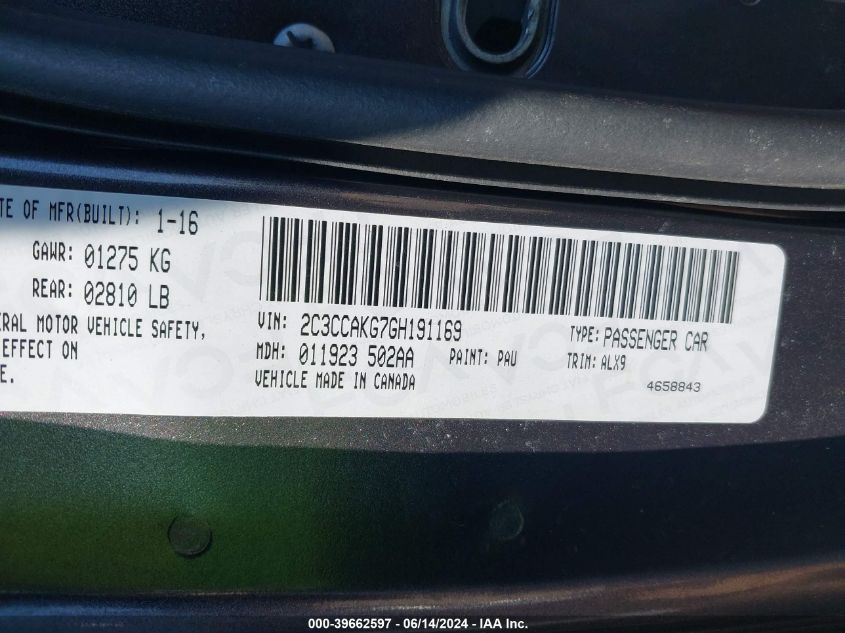 TE OF MFR(BUILT): 1-16
GAWR: 01275 KG
REAR: 02810 LB
ERAL MOTOR VEHICLE SAFETY,
EFFECT ON
E.
VIN: 2C3CCAKG7GH191169
TYPE: PASSENGER CAR
MDH: 011923 502AA
PAINT: PAU
TRIM: ALX9
VEHICLE MADE IN CANADA
4658843
000-39662597 - 06/14/2024 - IAA Inc.